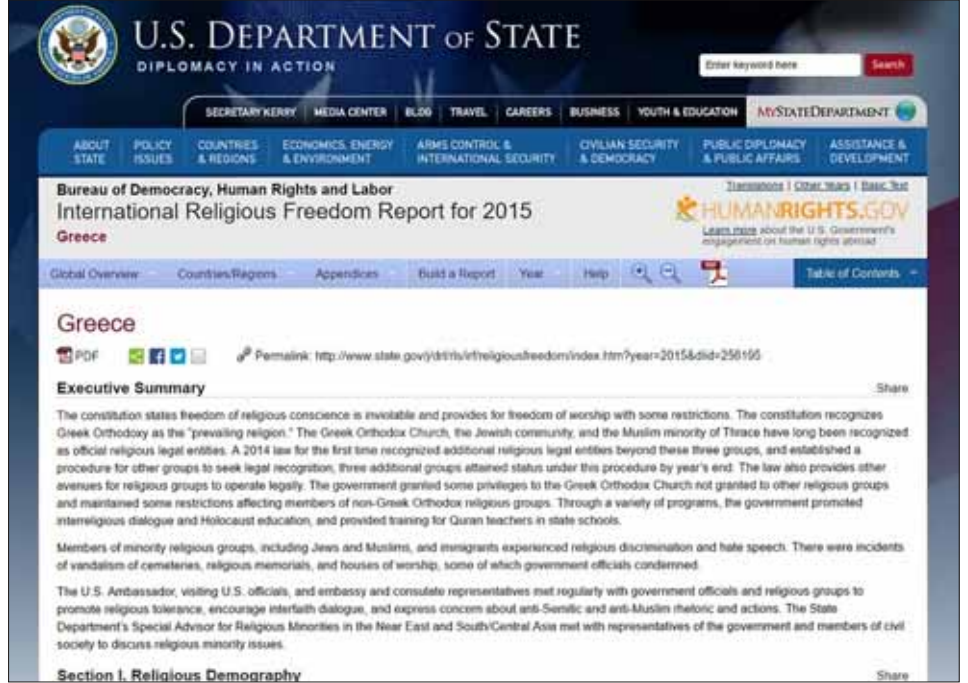 U.S. DEPARTMENT OF STATE
DIPLOMACY IN ACTION
Enter keyword here
Search
SECRETARY KERRY MEDIA CENTER BLOG TRAVEL CAREERS BUSINESS YOUTH & EDUCATION MYSTATEDEPARTMENT
ABOUT STATE POLICY ISSUES COUNTRIES & REGIONS ECONOMICS, ENERGY & ENVIRONMENT ARMS CONTROL & INTERNATIONAL SECURITY CIVILIAN SECURITY & DEMOCRACY PUBLIC DIPLOMACY & PUBLIC AFFAIRS ASSISTANCE & DEVELOPMENT
Bureau of Democracy, Human Rights and Labor
International Religious Freedom Report for 2015
Greece
Translations | Other Years | Basic Text
HUMANRIGHTS.GOV
Learn more about the U.S. Government's
engagement on human rights abroad
Global Overview Countries/Regions Appendices Build a Report Year Help PDF Table of Contents
Greece
PDF Permalink: http://www.state.gov/j/drl/rls/irf/religiousfreedom/index.htm?year=2015&dlid=256195
Executive Summary Share
The constitution states freedom of religious conscience is inviolable and provides for freedom of worship with some restrictions. The constitution recognizes
Greek Orthodoxy as the "prevailing religion." The Greek Orthodox Church, the Jewish community, and the Muslim minority of Thrace have long been recognized
as official religious legal entities. A 2014 law for the first time recognized additional religious legal entities beyond these three groups, and established a
procedure for other groups to seek legal recognition, three additional groups attained status under this procedure by year's end. The law also provides other
avenues for religious groups to operate legally. The government granted some privileges to the Greek Orthodox Church not granted to other religious groups
and maintained some restrictions affecting members of non-Greek Orthodox religious groups. Through a variety of programs, the government promoted
interreligious dialogue and Holocaust education, and provided training for Quran teachers in state schools.
Members of minority religious groups, including Jews and Muslims, and immigrants experienced religious discrimination and hate speech. There were incidents
of vandalism of cemeteries, religious memorials, and houses of worship, some of which government officials condemned.
The U.S. Ambassador, visiting U.S. officials, and embassy and consulate representatives met regularly with government officials and religious groups to
promote religious tolerance, encourage interfaith dialogue, and express concern about anti-Semitic and anti-Muslim rhetoric and actions. The State
Department's Special Advisor for Religious Minorities in the Near East and South/Central Asia met with representatives of the government and members of civil
society to discuss religious minority issues.
Section I. Religious Demography Share